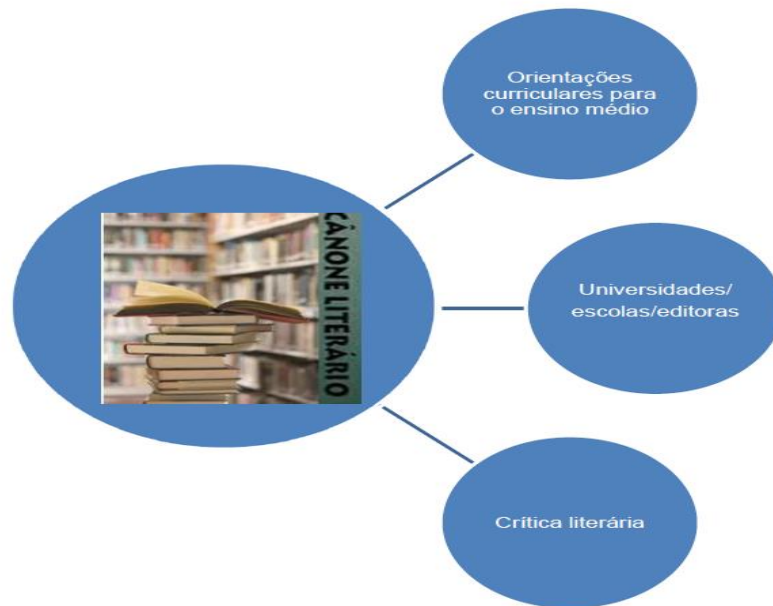 Orientações
curriculares para
o ensino médio
CÂNONE LITERÁRIO
Universidades/
escolas/editoras
Crítica literária